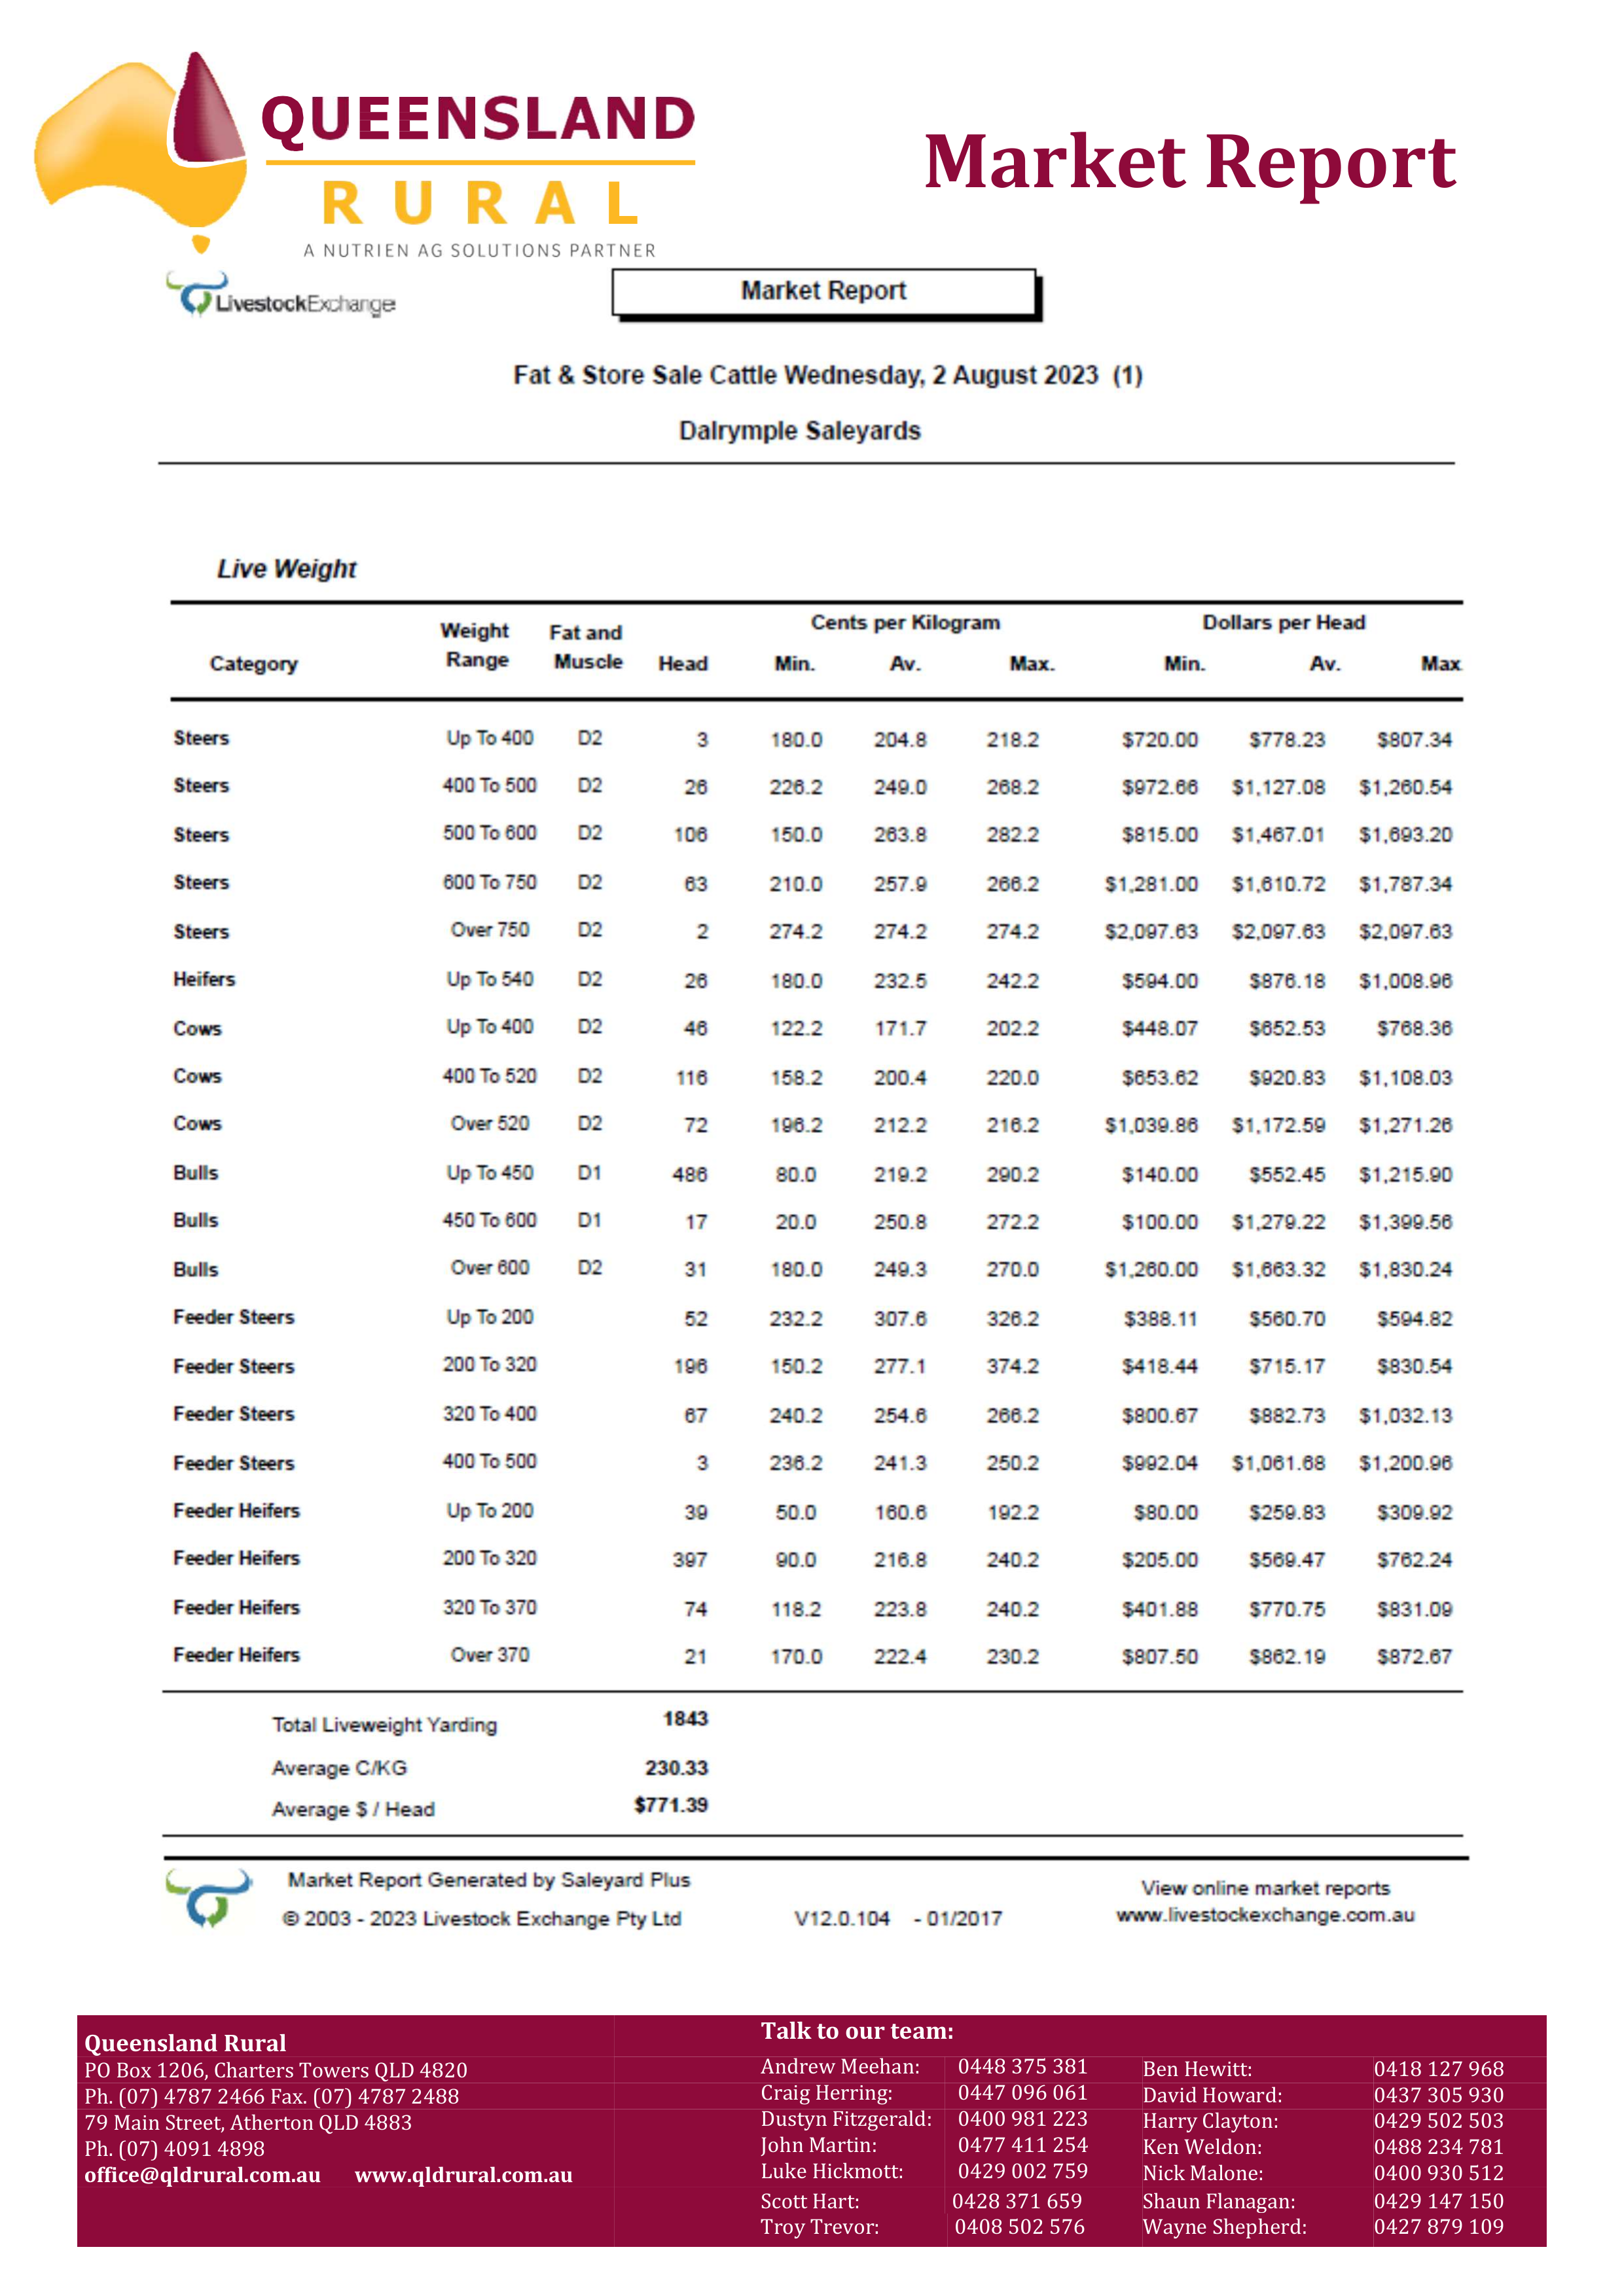 QUEENSLAND
RURAL
A NUTRIEN AG SOLUTIONS PARTNER
Market Report
LivestockExchange
Market Report
Fat & Store Sale Cattle Wednesday, 2 August 2023 (1)
Dalrymple Saleyards
Live Weight
Category Weight Range Fat and Muscle Head Cents per Kilogram Min. Av. Max. Dollars per Head Min. Av. Max
Steers Up To 400 D2 3 180.0 204.8 218.2 $720.00 $778.23 $807.34
Steers 400 To 500 D2 26 226.2 249.0 268.2 $972.66 $1,127.08 $1,260.54
Steers 500 To 600 D2 106 150.0 263.8 282.2 $815.00 $1,467.01 $1,693.20
Steers 600 To 750 D2 63 210.0 257.9 266.2 $1,281.00 $1,610.72 $1,787.34
Steers Over 750 D2 2 274.2 274.2 274.2 $2,097.63 $2,097.63 $2,097.63
Heifers Up To 540 D2 26 180.0 232.5 242.2 $594.00 $876.18 $1,008.96
Cows Up To 400 D2 46 122.2 171.7 202.2 $448.07 $652.53 $768.36
Cows 400 To 520 D2 116 158.2 200.4 220.0 $653.62 $920.83 $1,108.03
Cows Over 520 D2 72 196.2 212.2 216.2 $1,039.86 $1,172.59 $1,271.26
Bulls Up To 450 D1 486 80.0 219.2 290.2 $140.00 $552.45 $1,215.90
Bulls 450 To 600 D1 17 20.0 250.8 272.2 $100.00 $1,279.22 $1,399.56
Bulls Over 600 D2 31 180.0 249.3 270.0 $1,260.00 $1,663.32 $1,830.24
Feeder Steers Up To 200 52 232.2 307.6 326.2 $388.11 $560.70 $594.82
Feeder Steers 200 To 320 196 150.2 277.1 374.2 $418.44 $715.17 $830.54
Feeder Steers 320 To 400 67 240.2 254.6 266.2 $800.67 $882.73 $1,032.13
Feeder Steers 400 To 500 3 236.2 241.3 250.2 $992.04 $1,061.68 $1,200.96
Feeder Heifers Up To 200 39 50.0 160.6 192.2 $80.00 $259.83 $309.92
Feeder Heifers 200 To 320 397 90.0 216.8 240.2 $205.00 $569.47 $762.24
Feeder Heifers 320 To 370 74 118.2 223.8 240.2 $401.88 $770.75 $831.09
Feeder Heifers Over 370 21 170.0 222.4 230.2 $807.50 $862.19 $872.67
Total Liveweight Yarding 1843
Average C/KG 230.33
Average $ / Head $771.39
Market Report Generated by Saleyard Plus
© 2003 - 2023 Livestock Exchange Pty Ltd V12.0.104 - 01/2017
View online market reports
www.livestockexchange.com.au
Queensland Rural
PO Box 1206, Charters Towers QLD 4820
Ph. (07) 4787 2466 Fax. (07) 4787 2488
79 Main Street, Atherton QLD 4883
Ph. (07) 4091 4898
office@qldrural.com.au www.qldrural.com.au
Talk to our team:
Andrew Meehan: 0448 375 381 Ben Hewitt: 0418 127 968
Craig Herring: 0447 096 061 David Howard: 0437 305 930
Dustyn Fitzgerald: 0400 981 223 Harry Clayton: 0429 502 503
John Martin: 0477 411 254 Ken Weldon: 0488 234 781
Luke Hickmott: 0429 002 759 Nick Malone: 0400 930 512
Scott Hart: 0428 371 659 Shaun Flanagan: 0429 147 150
Troy Trevor: 0408 502 576 Wayne Shepherd: 0427 879 109